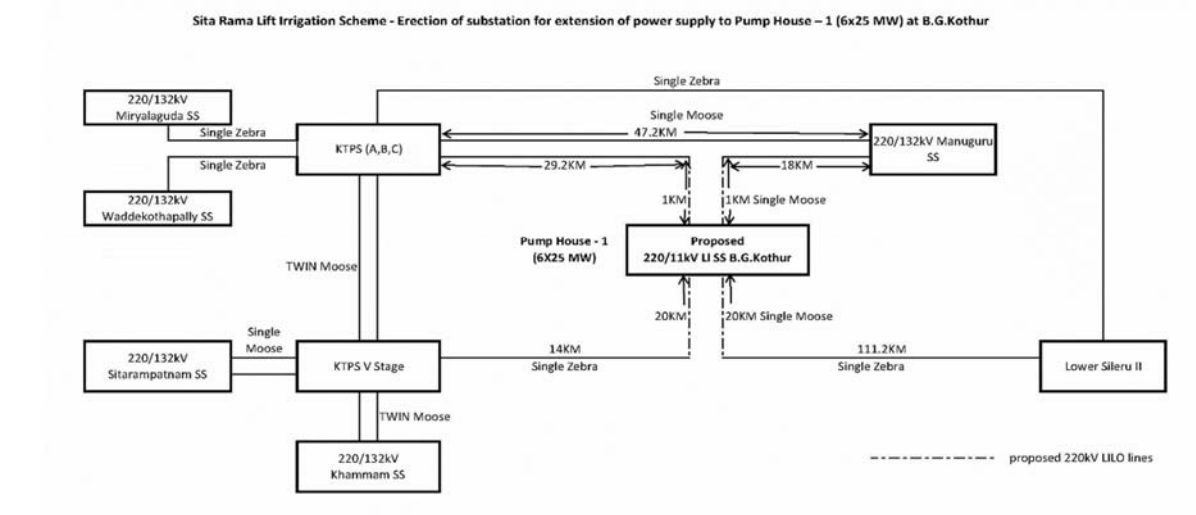 Sita Rama Lift Irrigation Scheme - Erection of substation for extension of power supply to Pump House – 1 (6x25 MW) at B.G.Kothur
Single Zebra
220/132kV
Miryalaguda SS
Single Zebra
KTPS (A,B,C)
Single Moose
47.2KM
220/132kV Manuguru
SS
Single Zebra
29.2KM
18KM
220/132kV
Waddekothapally SS
1KM
1KM Single Moose
Pump House - 1
(6X25 MW)
Proposed
220/11kV LI SS B.G.Kothur
TWIN Moose
20KM
20KM Single Moose
Single
Moose
220/132kV
Sitarampatnam SS
KTPS V Stage
14KM
Single Zebra
111.2KM
Single Zebra
Lower Sileru II
TWIN Moose
220/132kV
Khammam SS
proposed 220kV LILO lines